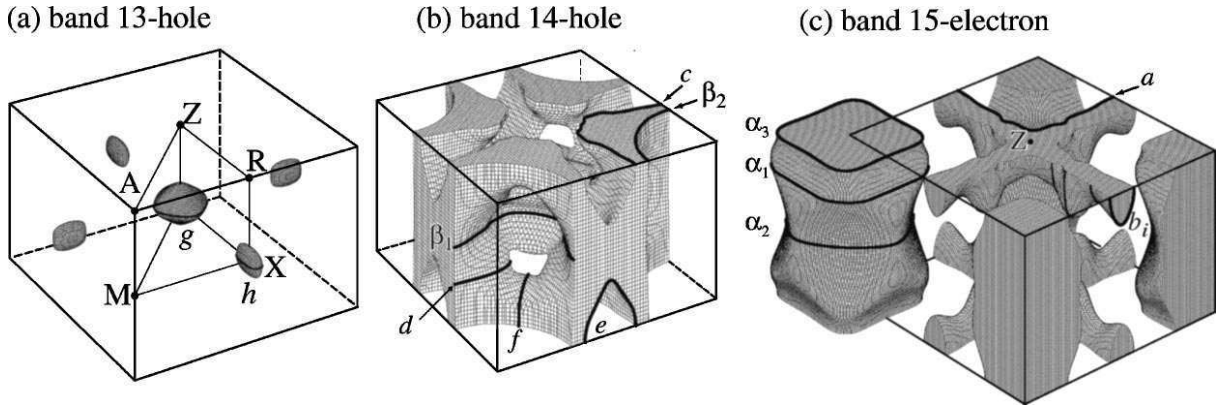 (a) band 13-hole
(b) band 14-hole
(c) band 15-electron
Z
A
R
g
M
X
h
c
β₂
β₁
d
f
e
a
α₃
Z
α₁
α₂
bᵢ